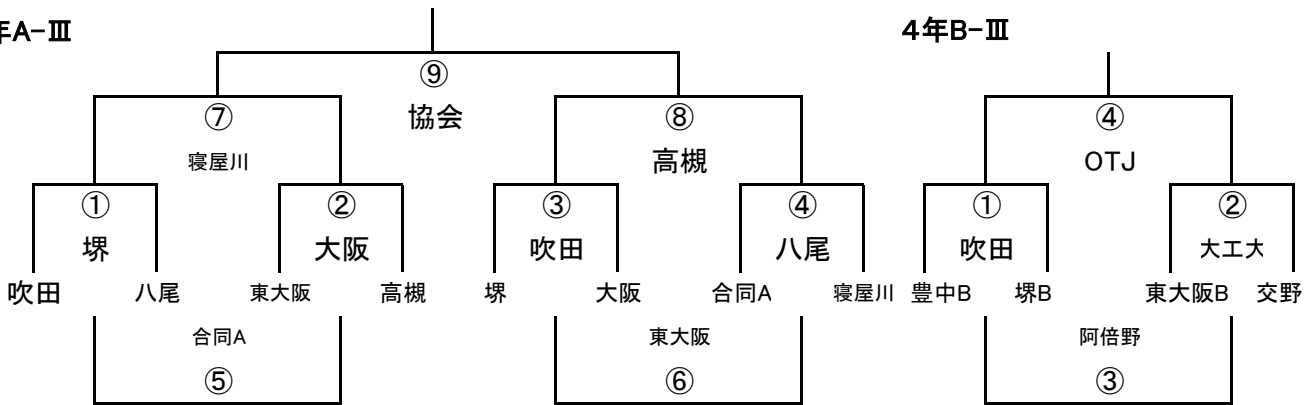 年A-Ⅲ
4年B-Ⅲ
⑨
協会
⑦
⑧
④
寝屋川
高槻
OTJ
①
②
③
④
①
②
堺
大阪
吹田
八尾
吹田
大工大
吹田
八尾
東大阪
高槻
堺
大阪
合同A
寝屋川
豊中B
堺B
東大阪B
交野
合同A
東大阪
阿倍野
⑤
⑥
③